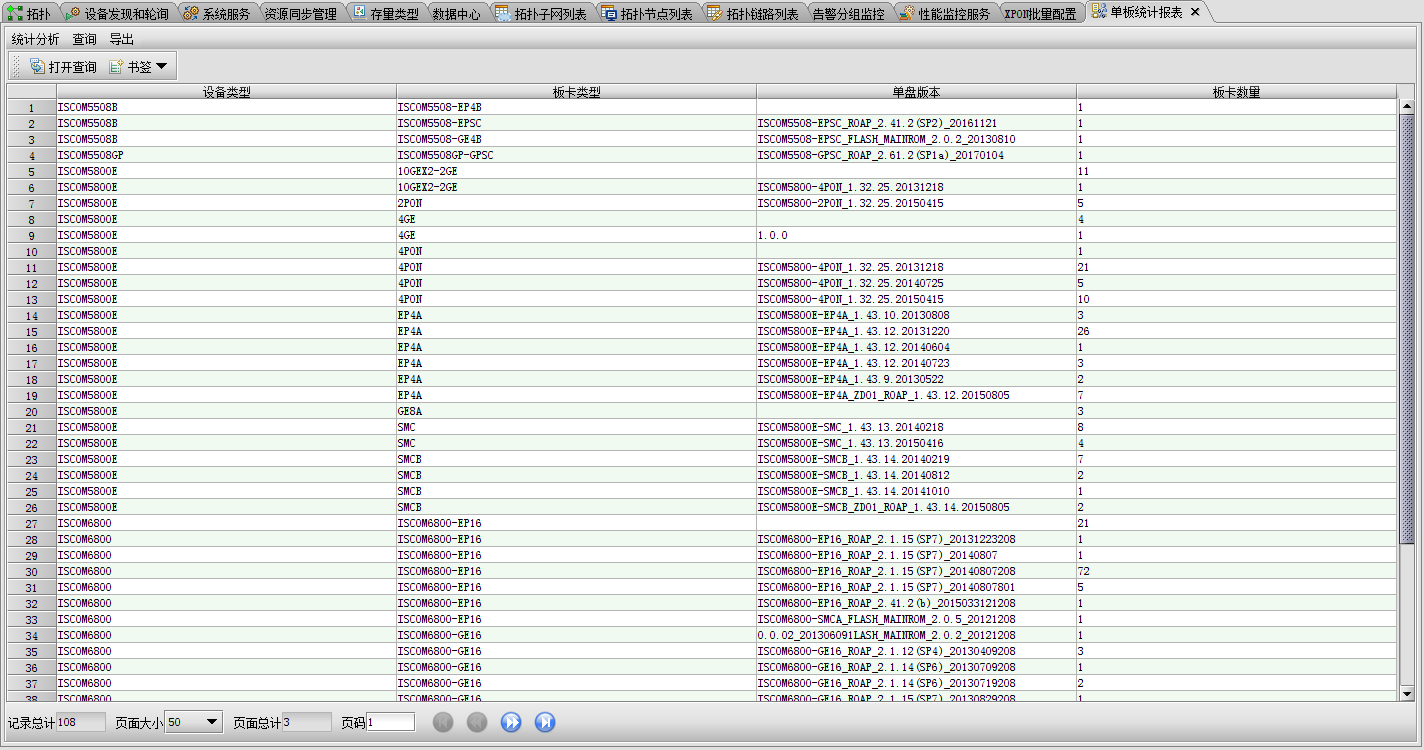 拓扑 设备发现和轮询 系统服务 资源同步管理 存量类型 数据中心 拓扑子网列表 拓扑节点列表 拓扑链路列表 告警分组监控 性能监控服务 XPON批量配置 单板统计报表
统计分析 查询 导出
打开查询 书签
设备类型 板卡类型 单盘版本 板卡数量
1 ISCOM5508B ISCOM5508-EP4B 1
2 ISCOM5508B ISCOM5508-EPSC ISCOM5508-EPSC_ROAP_2.41.2(SP2)_20161121 1
3 ISCOM5508B ISCOM5508-GE4B ISCOM5508-EPSC_FLASH_MAINROM_2.0.2_20130810 1
4 ISCOM5508GP ISCOM5508GP-GPSC ISCOM5508-GPSC_ROAP_2.61.2(SP1a)_20170104 1
5 ISCOM5800E 10GEX2-2GE 11
6 ISCOM5800E 10GEX2-2GE ISCOM5800-4PON_1.32.25.20131218 1
7 ISCOM5800E 2PON ISCOM5800-2PON_1.32.25.20150415 5
8 ISCOM5800E 4GE 4
9 ISCOM5800E 4GE 1.0.0 1
10 ISCOM5800E 4PON 1
11 ISCOM5800E 4PON ISCOM5800-4PON_1.32.25.20131218 21
12 ISCOM5800E 4PON ISCOM5800-4PON_1.32.25.20140725 5
13 ISCOM5800E 4PON ISCOM5800-4PON_1.32.25.20150415 10
14 ISCOM5800E EP4A ISCOM5800E-EP4A_1.43.10.20130808 3
15 ISCOM5800E EP4A ISCOM5800E-EP4A_1.43.12.20131220 26
16 ISCOM5800E EP4A ISCOM5800E-EP4A_1.43.12.20140604 1
17 ISCOM5800E EP4A ISCOM5800E-EP4A_1.43.12.20140723 3
18 ISCOM5800E EP4A ISCOM5800E-EP4A_1.43.9.20130522 2
19 ISCOM5800E EP4A ISCOM5800E-EP4A_ZD01_ROAP_1.43.12.20150805 7
20 ISCOM5800E GE8A 3
21 ISCOM5800E SMC ISCOM5800E-SMC_1.43.13.20140218 8
22 ISCOM5800E SMC ISCOM5800E-SMC_1.43.13.20150416 4
23 ISCOM5800E SMCB ISCOM5800E-SMCB_1.43.14.20140219 7
24 ISCOM5800E SMCB ISCOM5800E-SMCB_1.43.14.20140812 2
25 ISCOM5800E SMCB ISCOM5800E-SMCB_1.43.14.20141010 1
26 ISCOM5800E SMCB ISCOM5800E-SMCB_ZD01_ROAP_1.43.14.20150805 2
27 ISCOM6800 ISCOM6800-EP16 21
28 ISCOM6800 ISCOM6800-EP16 ISCOM6800-EP16_ROAP_2.1.15(SP7)_20131223208 1
29 ISCOM6800 ISCOM6800-EP16 ISCOM6800-EP16_ROAP_2.1.15(SP7)_20140807 1
30 ISCOM6800 ISCOM6800-EP16 ISCOM6800-EP16_ROAP_2.1.15(SP7)_20140807208 72
31 ISCOM6800 ISCOM6800-EP16 ISCOM6800-EP16_ROAP_2.1.15(SP7)_20140807801 5
32 ISCOM6800 ISCOM6800-EP16 ISCOM6800-EP16_ROAP_2.41.2(b)_2015033121208 1
33 ISCOM6800 ISCOM6800-EP16 ISCOM6800-SMCA_FLASH_MAINROM_2.0.5_20121208 1
34 ISCOM6800 ISCOM6800-GE16 0.0.02_201306091LASH_MAINROM_2.0.2_20121208 1
35 ISCOM6800 ISCOM6800-GE16 ISCOM6800-GE16_ROAP_2.1.12(SP4)_20130409208 3
36 ISCOM6800 ISCOM6800-GE16 ISCOM6800-GE16_ROAP_2.1.14(SP6)_20130709208 1
37 ISCOM6800 ISCOM6800-GE16 ISCOM6800-GE16_ROAP_2.1.14(SP6)_20130719208 2
38 ISCOM6800 ISCOM6800-GE16 ISCOM6800-GE16_ROAP_2.1.15(SP7)_20130829208 1
记录总计 108 页面大小 50 页面总计 3 页码 1